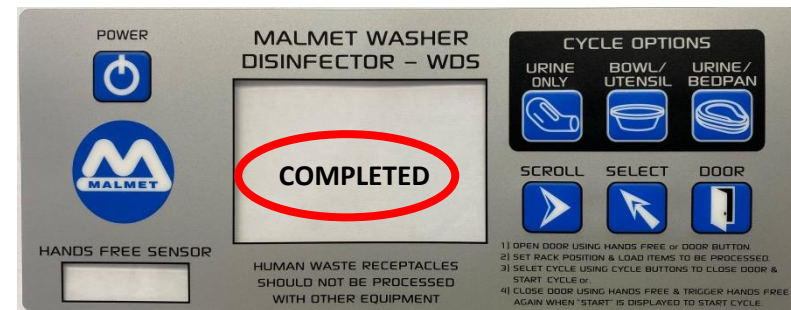 POWER
MALMET
HANDS FREE SENSOR
MALMET WASHER
DISINFECTOR - WDS
COMPLETED
HUMAN WASTE RECEPTACLES
SHOULD NOT BE PROCESSED
WITH OTHER EQUIPMENT
CYCLE OPTIONS
URINE
ONLY
BOWL/
UTENSIL
URINE/
BEDPAN
SCROLL
SELECT
DOOR
1) OPEN DOOR USING HANDS FREE or DOOR BUTTON.
2) SET RACK POSITION & LOAD ITEMS TO BE PROCESSED.
3) SELET CYCLE USING CYCLE BUTTONS TO CLOSE DOOR &
START CYCLE or.
4) CLOSE DOOR USING HANDS FREE & TRIGGER HANDS FREE
AGAIN WHEN "START" IS DISPLAYED TO START CYCLE.